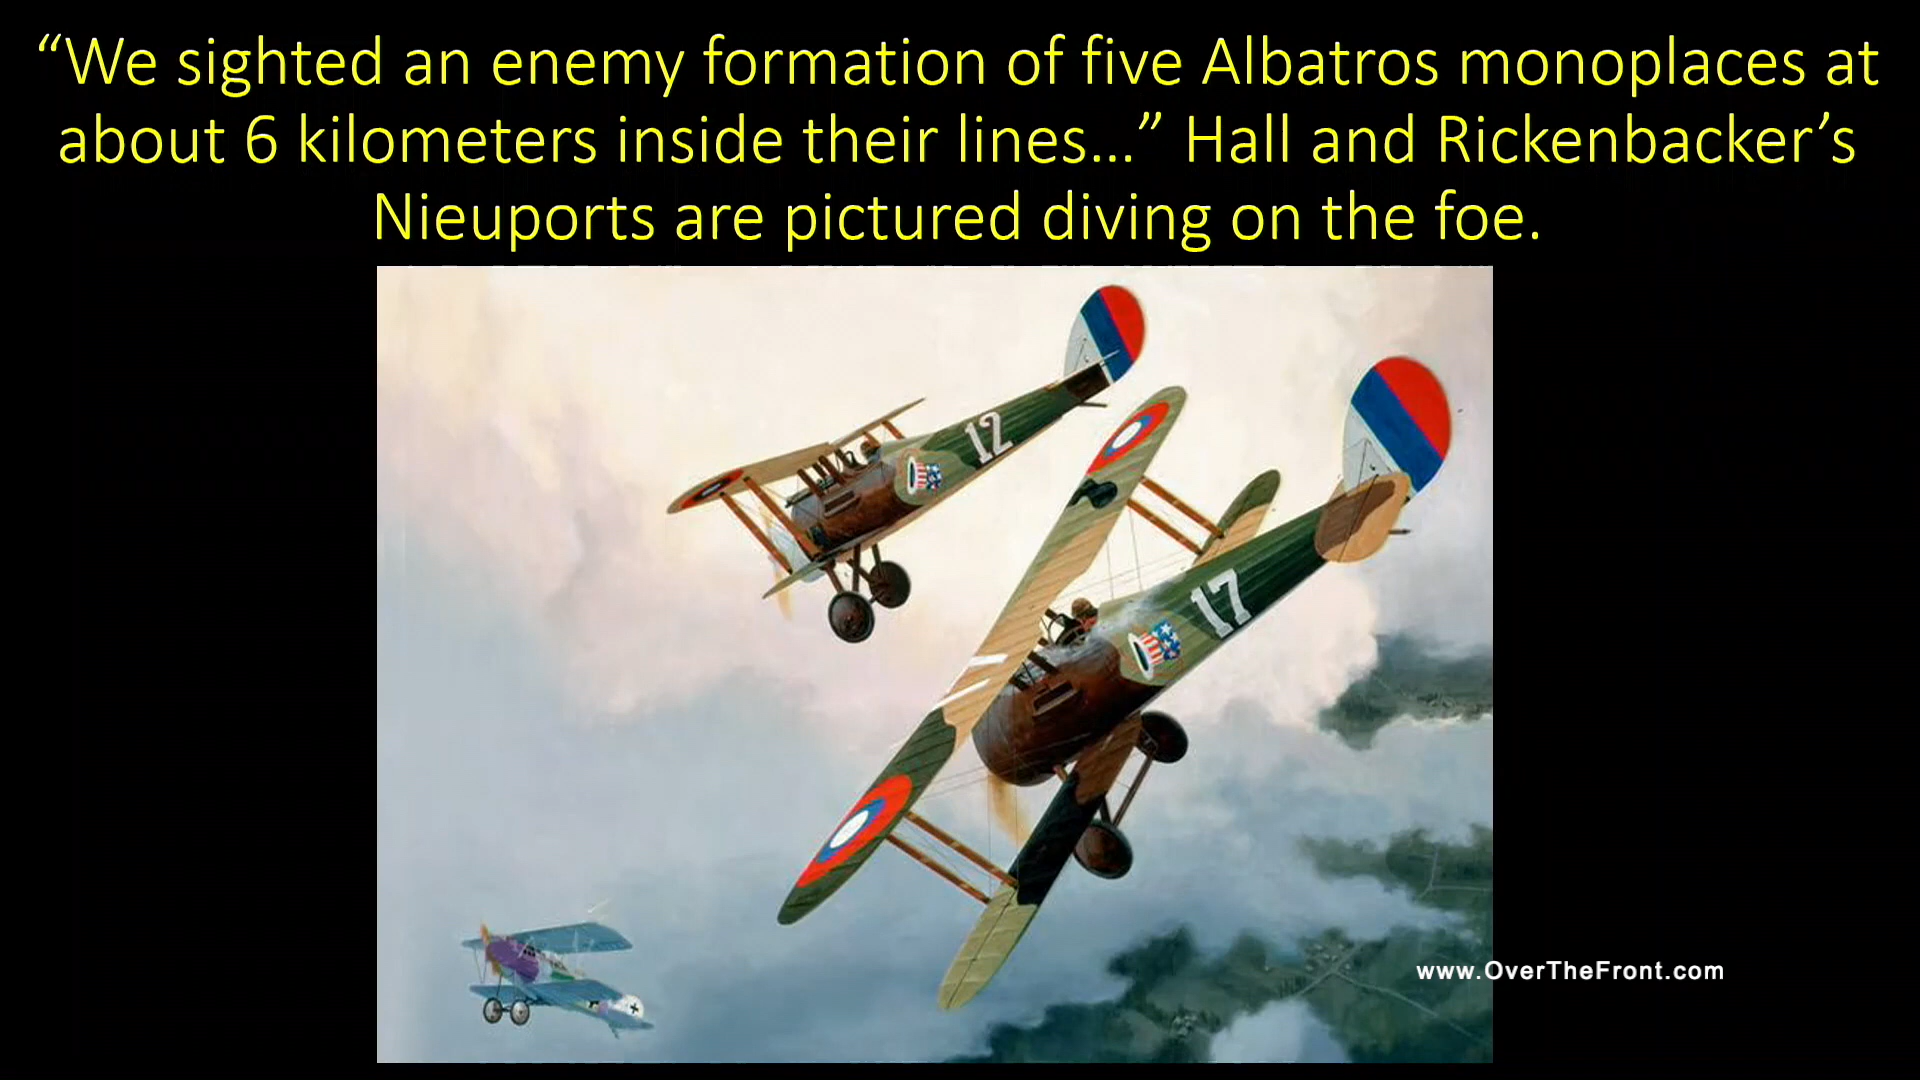 “We sighted an enemy formation of five Albatros monoplaces at
about 6 kilometers inside their lines…” Hall and Rickenbacker’s
Nieuports are pictured diving on the foe.
12
17
www.OverTheFront.com